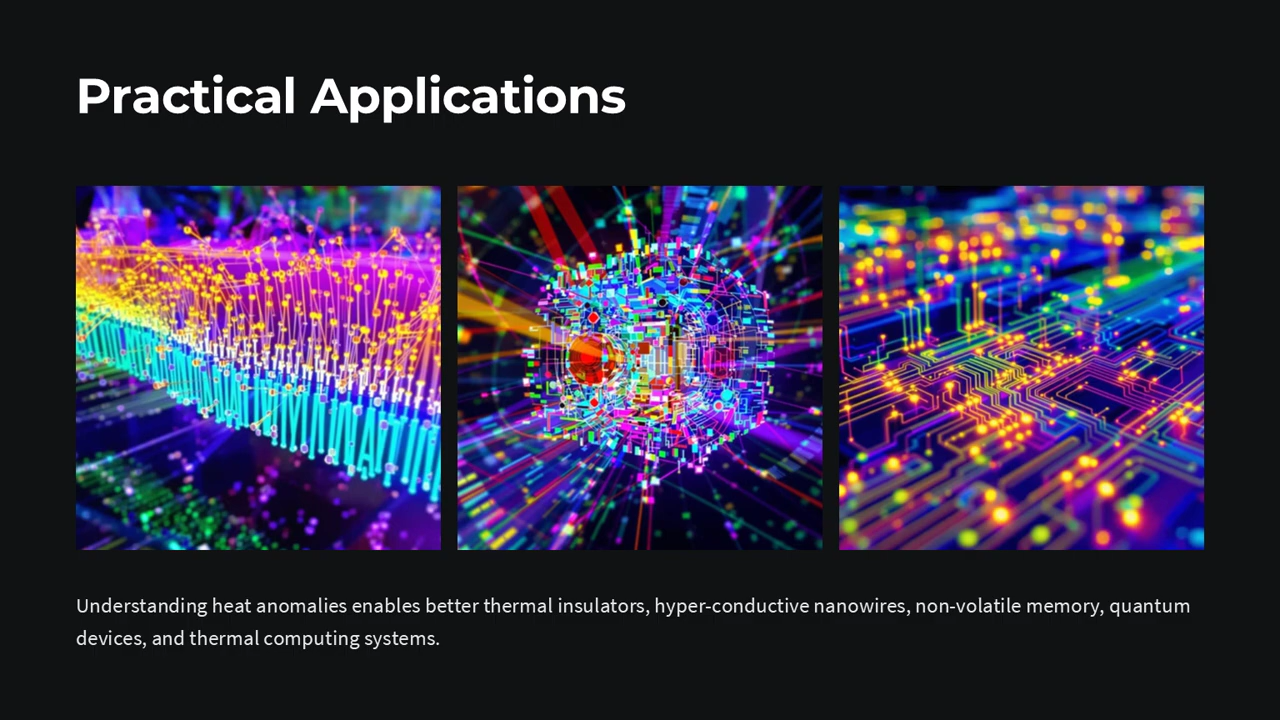 Practical Applications
Understanding heat anomalies enables better thermal insulators, hyper-conductive nanowires, non-volatile memory, quantum
devices, and thermal computing systems.